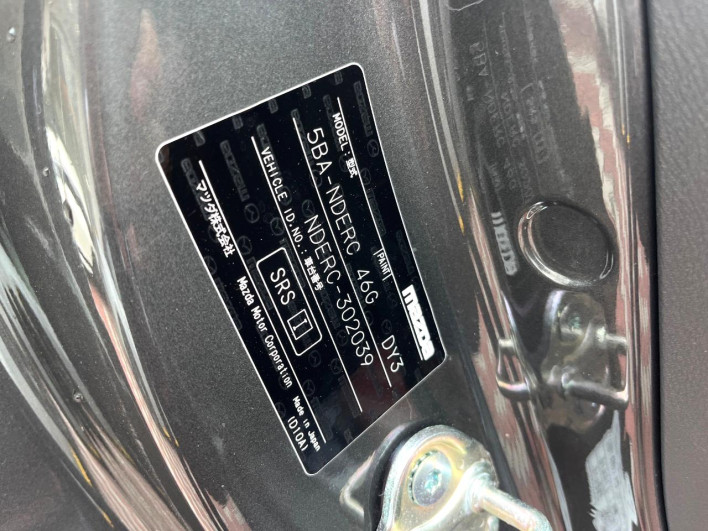 mazda
MODEL:型式 [PAINT]
5BA-NDERC 46G DY3
VEHICLE ID.NO.:車台番号
NDERC-302039
SRS I
マツダ株式会社 Mazda Motor Corporation Made in Japan
(D10A)